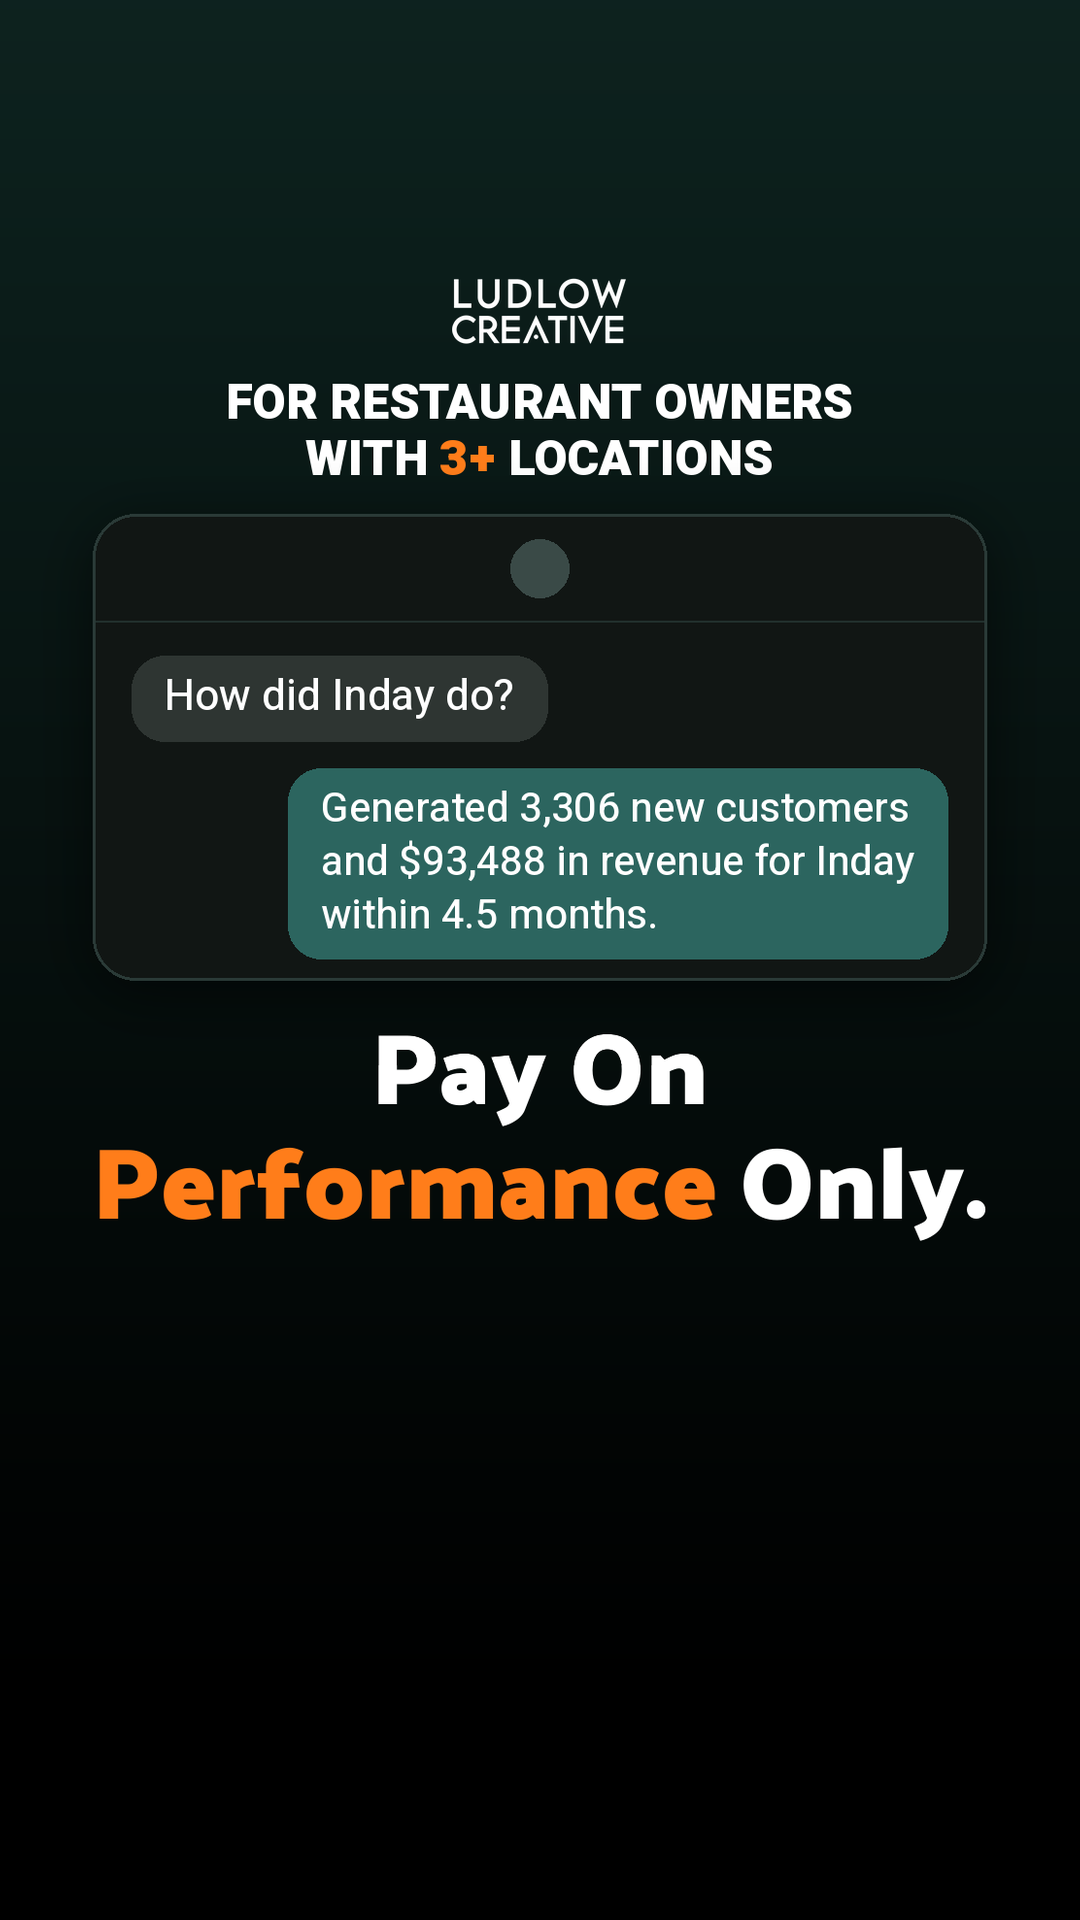 LUDLOW
CREATIVE
FOR RESTAURANT OWNERS
WITH 3+ LOCATIONS
How did Inday do?
Generated 3,306 new customers
and $93,488 in revenue for Inday
within 4.5 months.
Pay On
Performance Only.